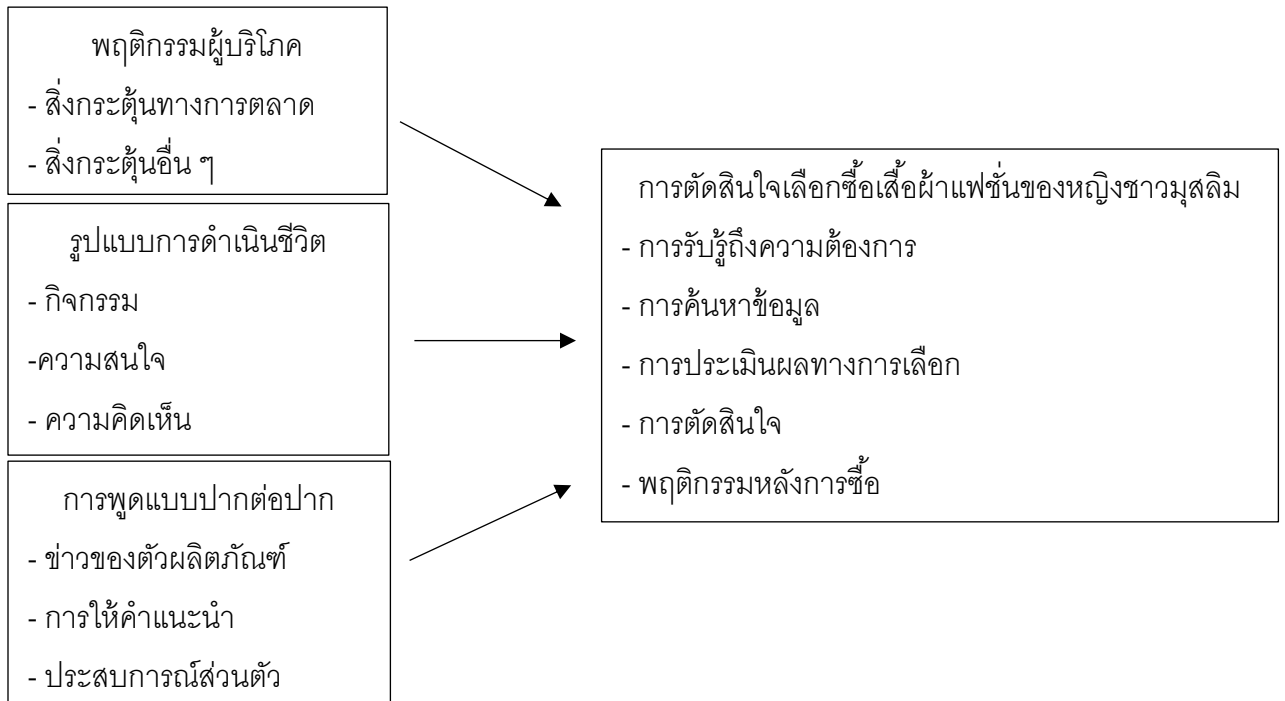 พฤติกรรมผู้บริโภค
- สิ่งกระตุ้นทางการตลาด
- สิ่งกระตุ้นอื่น ๆ
รูปแบบการดำเนินชีวิต
- กิจกรรม
-ความสนใจ
- ความคิดเห็น
การพูดแบบปากต่อปาก
- ข่าวของตัวผลิตภัณฑ์
- การให้คำแนะนำ
- ประสบการณ์ส่วนตัว
การตัดสินใจเลือกซื้อเสื้อผ้าแฟชั่นของหญิงชาวมุสลิม
- การรับรู้ถึงความต้องการ
- การค้นหาข้อมูล
- การประเมินผลทางการเลือก
- การตัดสินใจ
- พฤติกรรมหลังการซื้อ